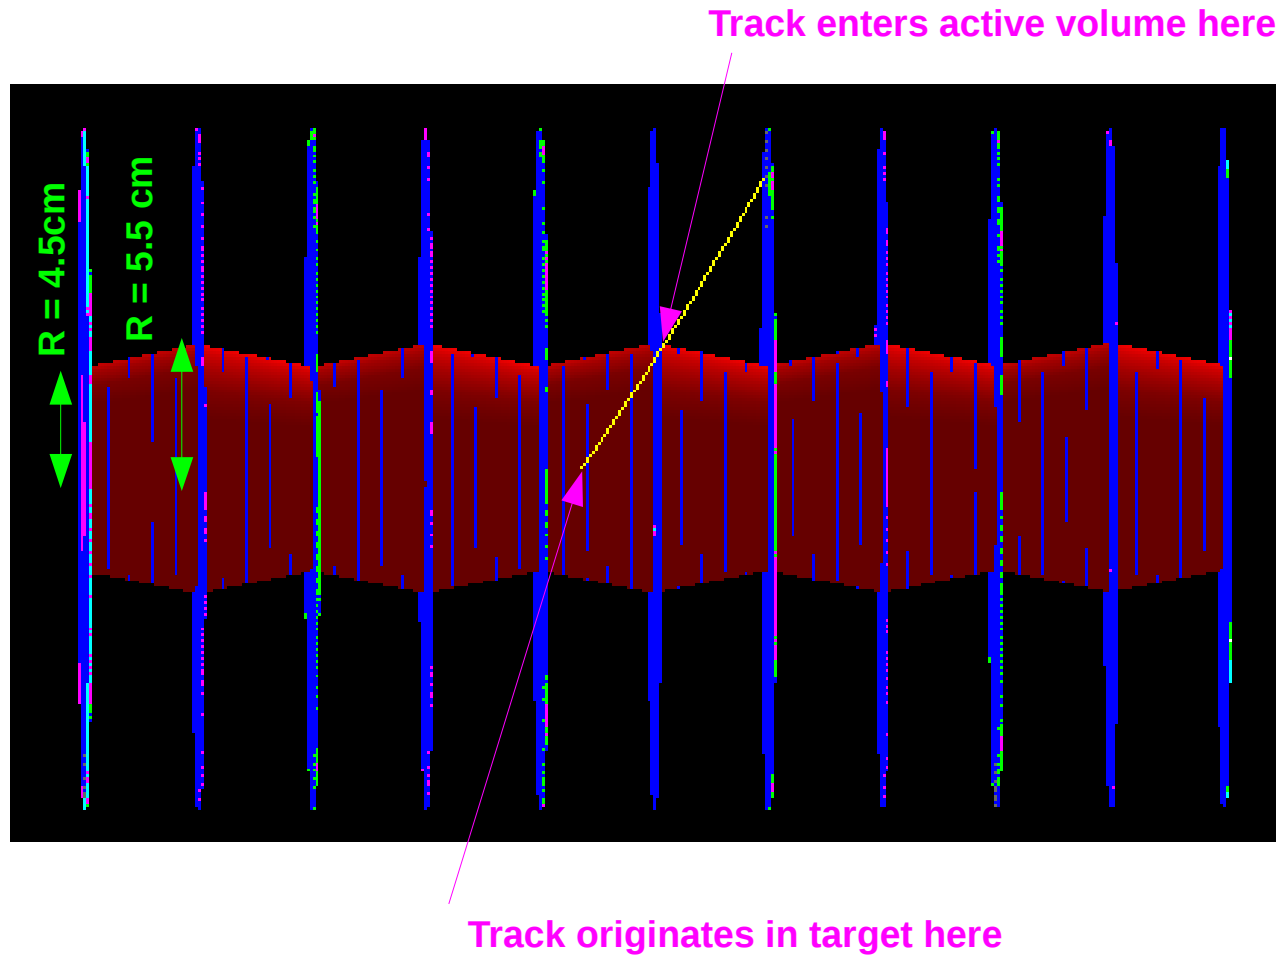 Track enters active volume here
R = 4.5cm
R = 5.5 cm
Track originates in target here